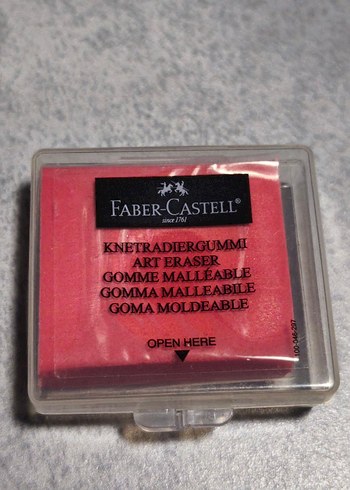 FABER-CASTELL®
since 1761
KNETRADIERGUMMI
ART ERASER
GOMME MALLÉABLE
GOMMA MALLEABILE
GOMA MOLDEABLE
OPEN HERE